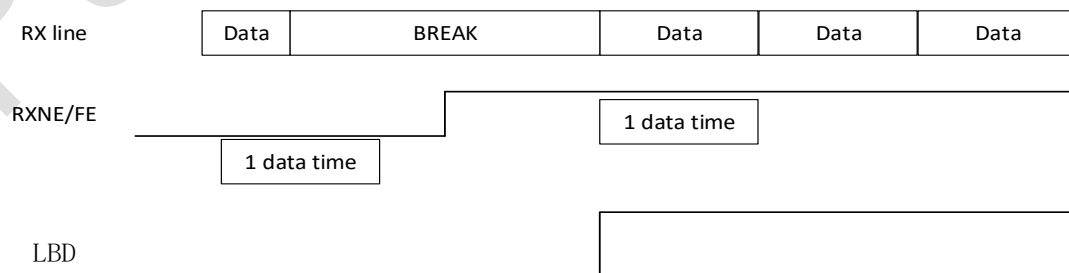 RX line Data BREAK Data Data Data
RXNE/FE
1 data time
1 data time
LBD